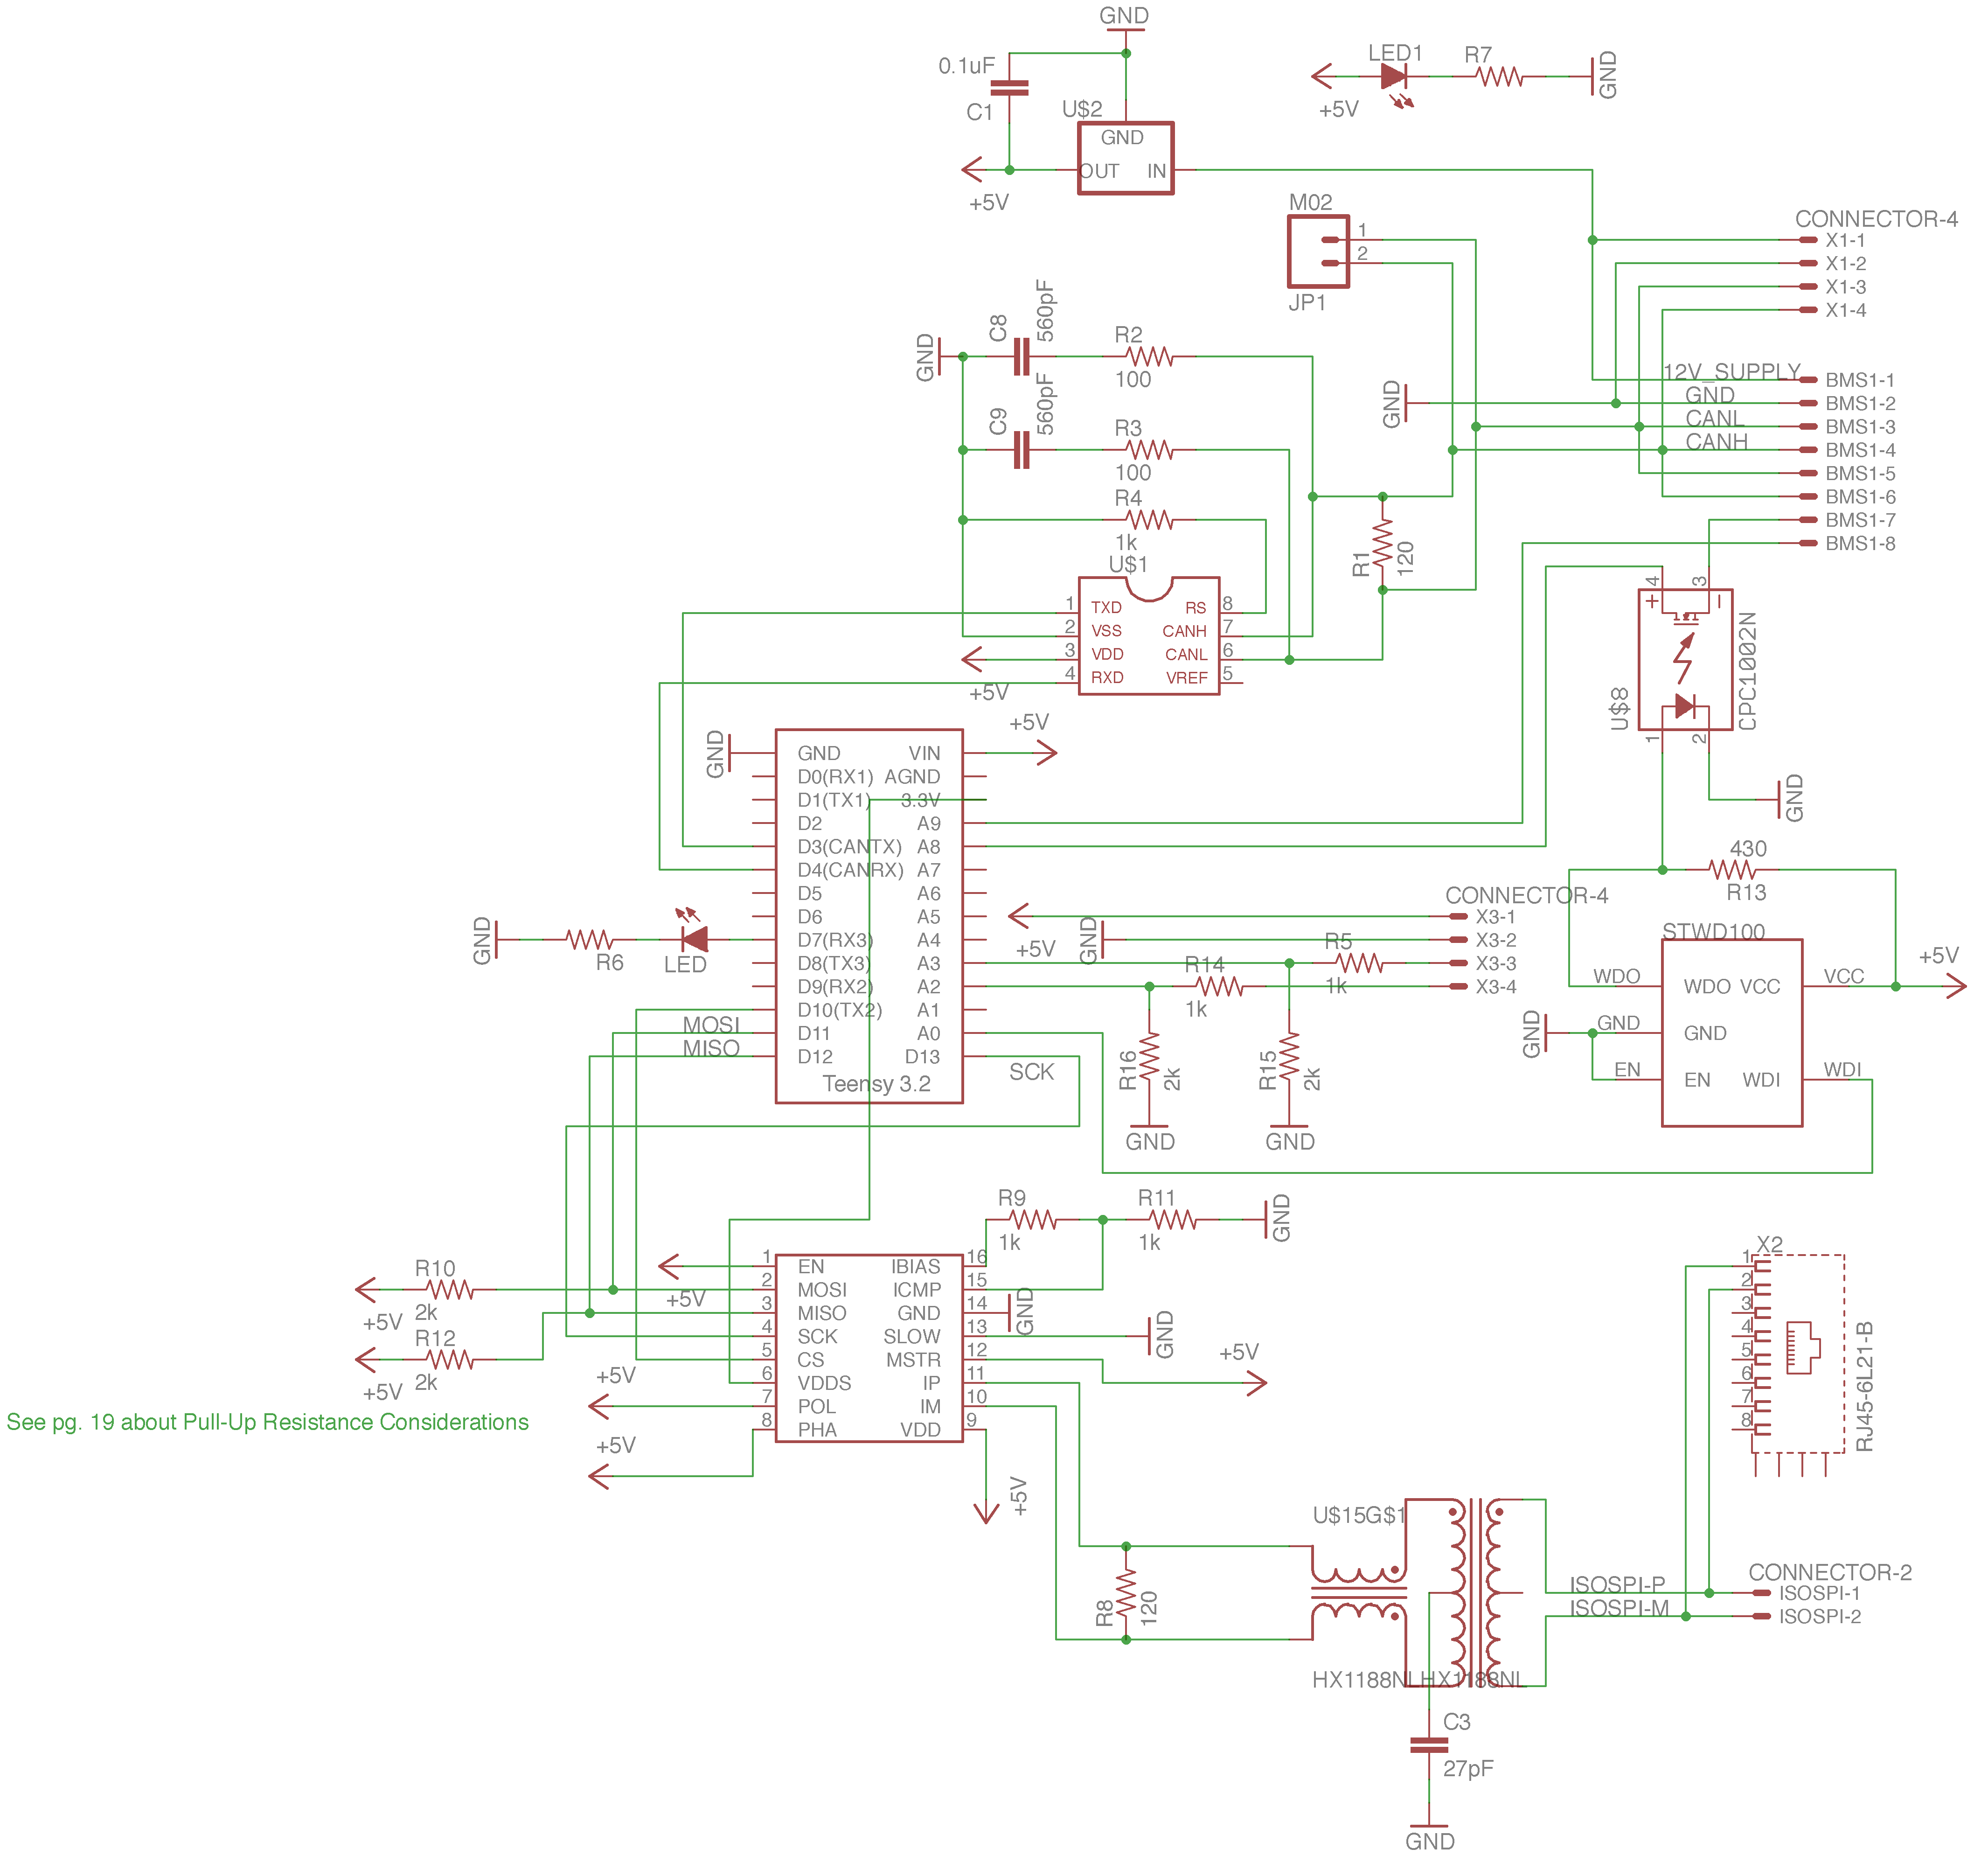 GND
0.1uF
C1
U$2
GND
OUT
IN
+5V
LED1
R7
+5V
GND
M02
1
2
JP1
CONNECTOR-4
X1-1
X1-2
X1-3
X1-4
12V_SUPPLY
GND
CANL
CANH
BMS1-1
BMS1-2
BMS1-3
BMS1-4
BMS1-5
BMS1-6
BMS1-7
BMS1-8
GND
GND
C8
560pF
R2
100
C9
560pF
R3
100
R4
1k
R1
120
U$1
1
TXD
RS
8
2
VSS
CANH
7
3
VDD
CANL
6
4
RXD
VREF
5
+5V
4
3
+
-
U$8
CPC1002N
1
2
GND
GND
+5V
GND
VIN
D0(RX1)
AGND
D1(TX1)
3.3V
D2
A9
D3(CANTX)
A8
D4(CANRX)
A7
D5
A6
D6
A5
D7(RX3)
A4
D8(TX3)
A3
D9(RX2)
A2
D10(TX2)
A1
D11
A0
D12
D13
Teensy 3.2
MOSI
MISO
SCK
GND
R6
LED
CONNECTOR-4
X3-1
X3-2
X3-3
X3-4
+5V
GND
R5
1k
R14
1k
R16
2k
R15
2k
GND
GND
430
R13
STWD100
WDO
WDO
VCC
VCC
+5V
GND
GND
GND
EN
EN
WDI
WDI
R9
1k
R11
1k
GND
1
EN
IBIAS
16
2
MOSI
ICMP
15
3
MISO
GND
14
4
SCK
SLOW
13
5
CS
MSTR
12
6
VDDS
IP
11
7
POL
IM
10
8
PHA
VDD
9
+5V
GND
GND
+5V
R10
2k
+5V
R12
2k
+5V
+5V
+5V
+5V
See pg. 19 about Pull-Up Resistance Considerations
X2
1
2
3
4
5
6
7
8
RJ45-6L21-B
U$15G$1
R8
120
HX1188NLHX1188NL
ISOSPI-P
ISOSPI-M
CONNECTOR-2
ISOSPI-1
ISOSPI-2
C3
27pF
GND